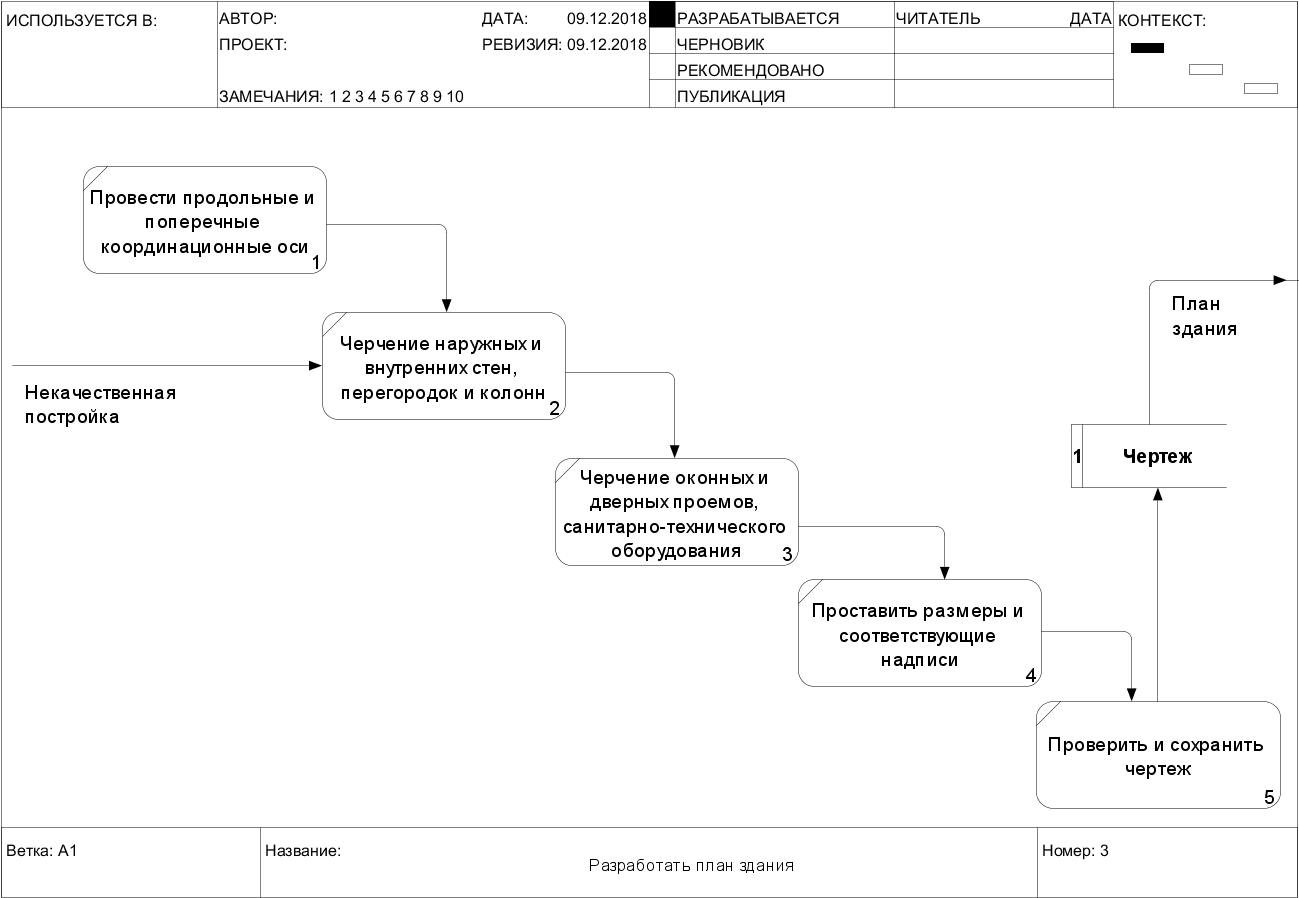 ИСПОЛЬЗУЕТСЯ В:
АВТОР:
ДАТА: 09.12.2018
ПРОЕКТ:
РЕВИЗИЯ: 09.12.2018
ЗАМЕЧАНИЯ: 1 2 3 4 5 6 7 8 9 10
РАЗРАБАТЫВАЕТСЯ
ЧЕРНОВИК
РЕКОМЕНДОВАНО
ПУБЛИКАЦИЯ
ЧИТАТЕЛЬ
ДАТА
КОНТЕКСТ:
Провести продольные и
поперечные
координационные оси
1
Некачественная
постройка
Черчение наружных и
внутренних стен,
перегородок и колонн
2
Черчение оконных и
дверных проемов,
санитарно-технического
оборудования
3
Проставить размеры и
соответствующие
надписи
4
Проверить и сохранить
чертеж
5
1
Чертеж
План
здания
Ветка: А1
Название:
Разработать план здания
Номер: 3